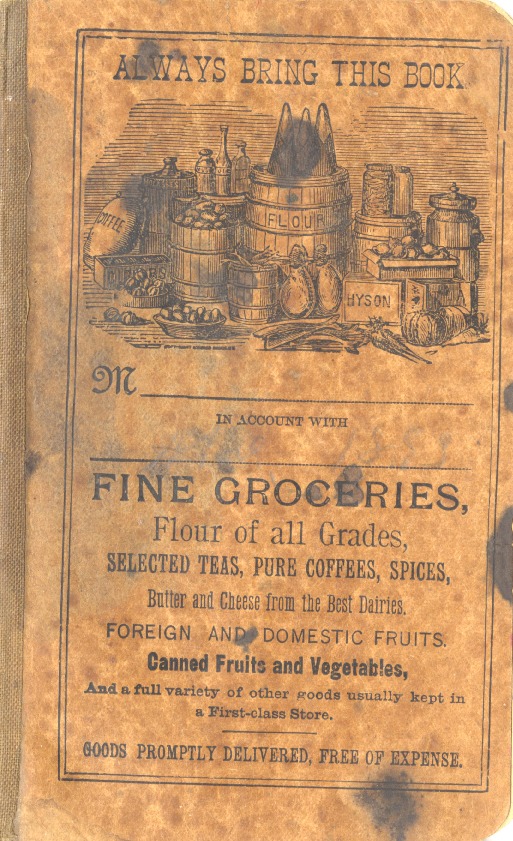 ALWAYS BRING THIS BOOK
COFFEE
FLOUR
HYSON
M
IN ACCOUNT WITH
FINE GROCERIES,
Flour of all Grades,
SELECTED TEAS, PURE COFFEES, SPICES,
Butter and Cheese from the Best Dairies.
FOREIGN AND DOMESTIC FRUITS.
Canned Fruits and Vegetables,
And a full variety of other goods usually kept in
a First-class Store.
GOODS PROMPTLY DELIVERED, FREE OF EXPENSE.